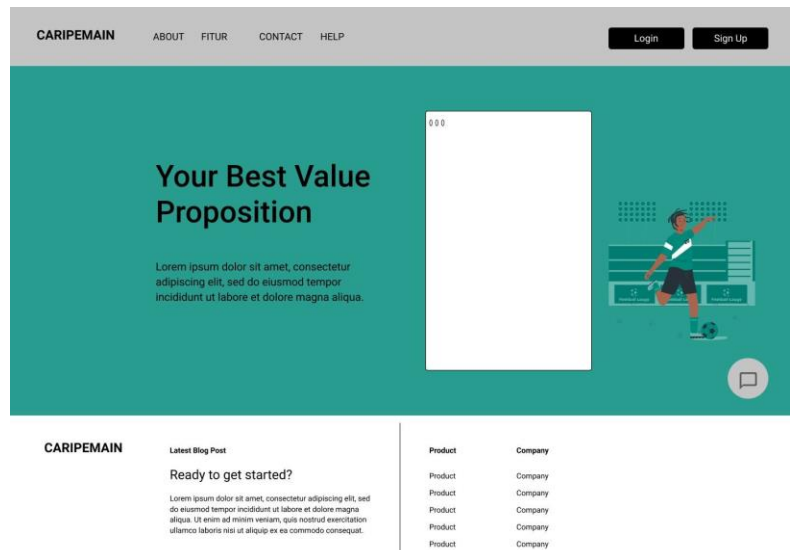 CARIPEMAIN
ABOUT FITUR CONTACT HELP
Login Sign Up
Your Best Value
Proposition
Lorem ipsum dolor sit amet, consectetur
adipiscing elit, sed do eiusmod tempor
incididunt ut labore et dolore magna aliqua.
CARIPEMAIN
Latest Blog Post
Ready to get started?
Lorem ipsum dolor sit amet, consectetur adipiscing elit, sed
do eiusmod tempor incididunt ut labore et dolore magna
aliqua. Ut enim ad minim veniam, quis nostrud exercitation
ullamco laboris nisi ut aliquip ex ea commodo consequat.
Product
Product
Product
Product
Product
Product
Company
Company
Company
Company
Company
Company